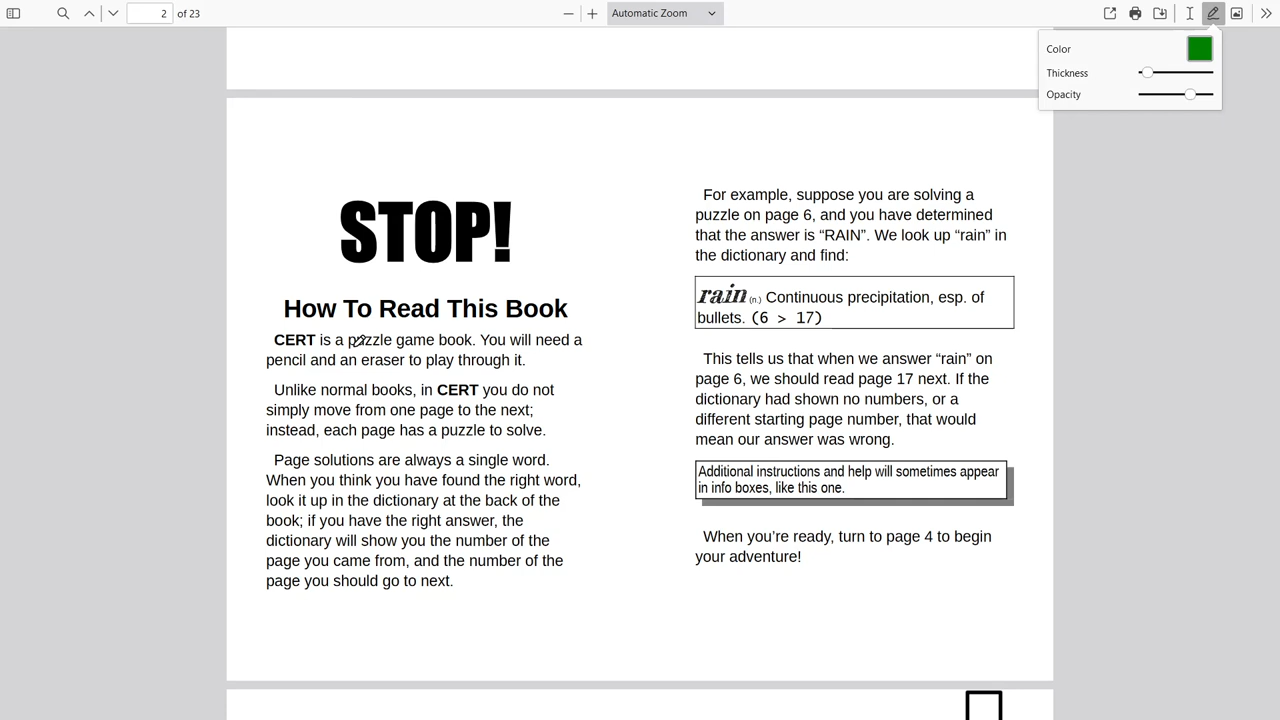 2 of 23
Automatic Zoom
Color
Thickness
Opacity
STOP!
How To Read This Book
CERT is a puzzle game book. You will need a
pencil and an eraser to play through it.
Unlike normal books, in CERT you do not
simply move from one page to the next;
instead, each page has a puzzle to solve.
Page solutions are always a single word.
When you think you have found the right word,
look it up in the dictionary at the back of the
book; if you have the right answer, the
dictionary will show you the number of the
page you came from, and the number of the
page you should go to next.
For example, suppose you are solving a
puzzle on page 6, and you have determined
that the answer is “RAIN”. We look up “rain” in
the dictionary and find:
rain (n.) Continuous precipitation, esp. of
bullets. (6 > 17)
This tells us that when we answer “rain” on
page 6, we should read page 17 next. If the
dictionary had shown no numbers, or a
different starting page number, that would
mean our answer was wrong.
Additional instructions and help will sometimes appear
in info boxes, like this one.
When you’re ready, turn to page 4 to begin
your adventure!